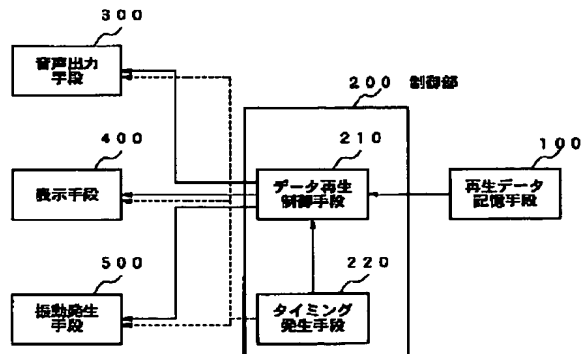 300
音声出力
手段
200 制御部
400
表示手段
210
データ再生
制御手段
100
再生データ
記憶手段
500
振動発生
手段
220
タイミング
発生手段